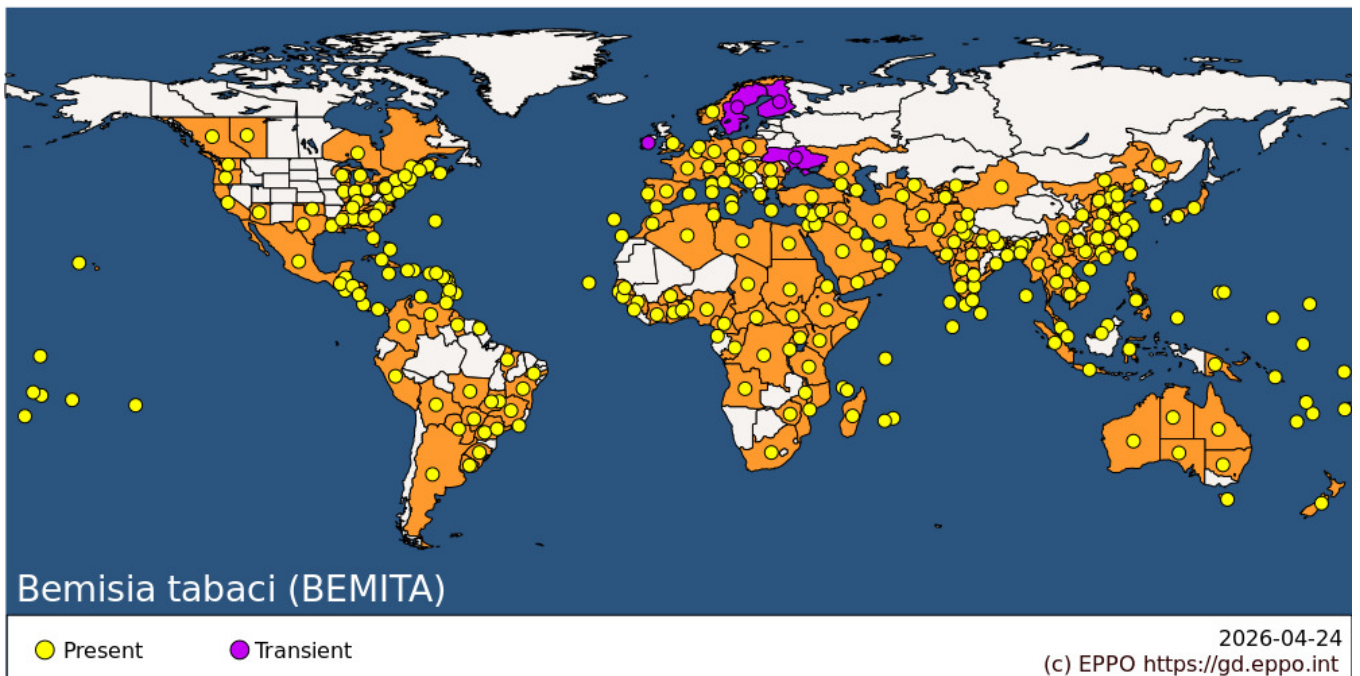 Bemisia tabaci (BEMITA)
Present
Transient
2026-04-24
(c) EPPO https://gd.eppo.int